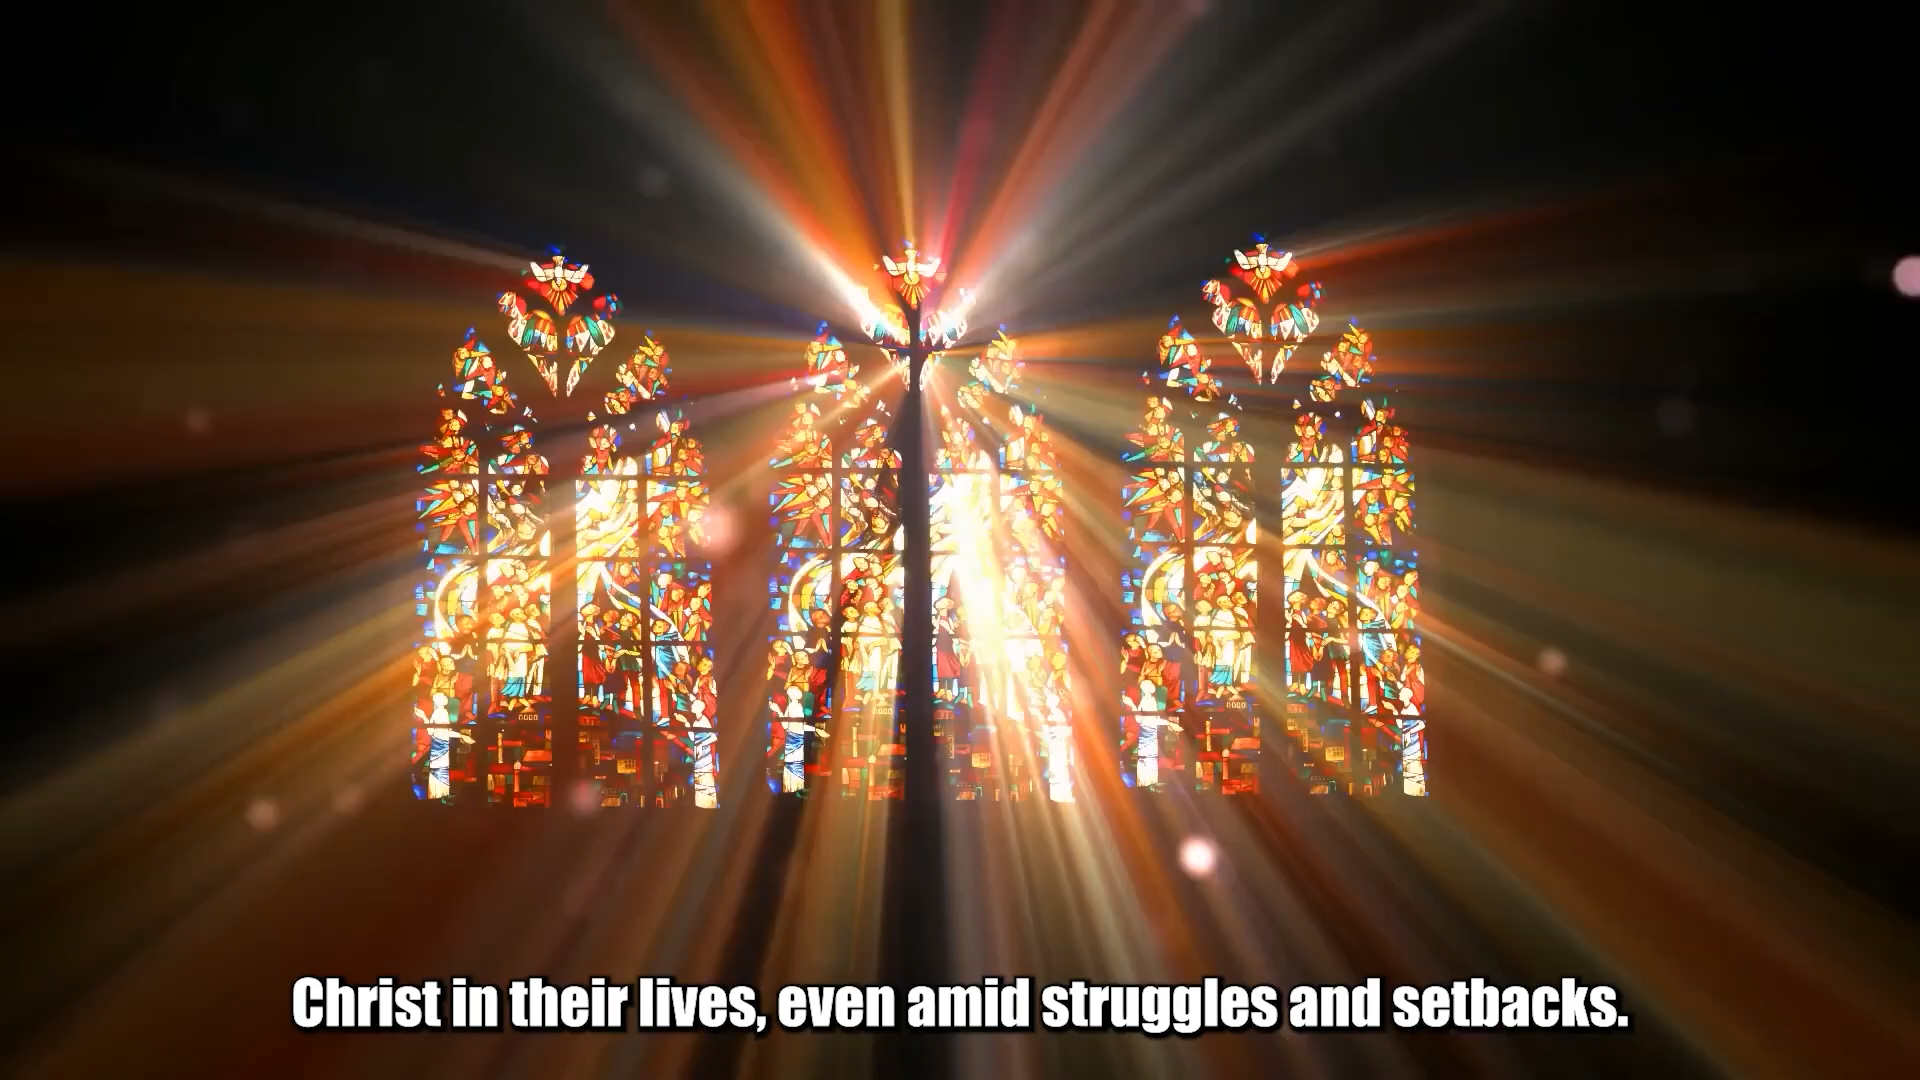 Christ in their lives, even amid struggles and setbacks.